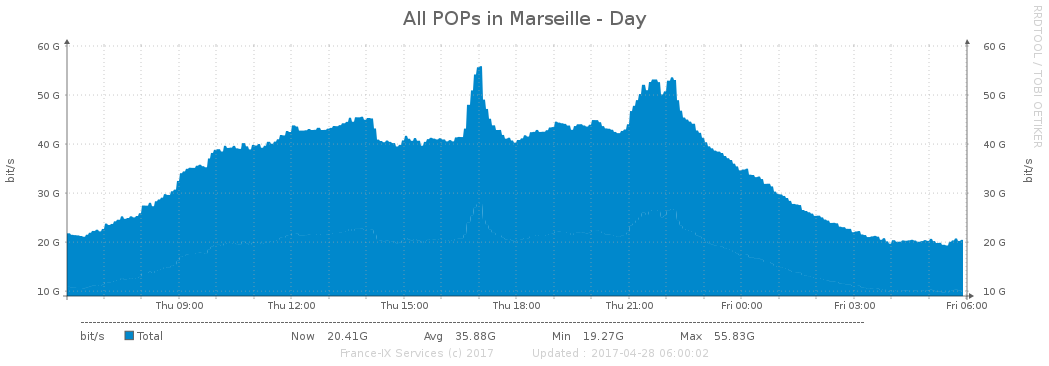 All POPs in Marseille - Day
RRDTOOL / TOBI OETIKER
bit/s
60 G
50 G
40 G
30 G
20 G
10 G
60 G
50 G
40 G
30 G
20 G
10 G
bit/s
Thu 09:00 Thu 12:00 Thu 15:00 Thu 18:00 Thu 21:00 Fri 00:00 Fri 03:00 Fri 06:00
bit/s Total Now 20.41G Avg 35.88G Min 19.27G Max 55.83G
France-IX Services (c) 2017 Updated : 2017-04-28 06:00:02